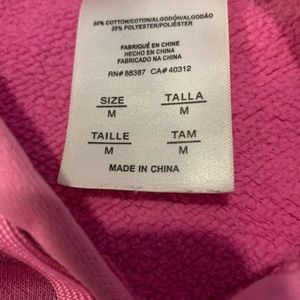 80% COTTON/COTON/ALGODÓN/ALGODÃO
20% POLYESTER/POLIÉSTER
FABRIQUÉ EN CHINE
HECHO EN CHINA
FABRICADO NA CHINA
RN# 88387 CA# 40312
SIZE TALLA
M M
TAILLE TAM
M M
MADE IN CHINA